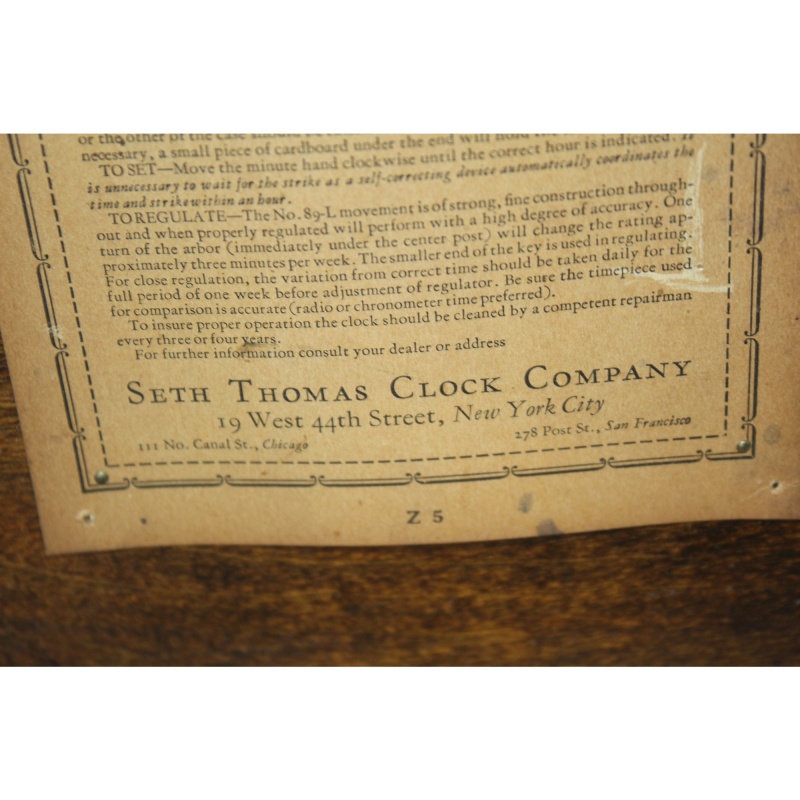 or the other of the case should be
necessary, a small piece of cardboard under the end will hold
TO SET—Move the minute hand clockwise until the correct hour is indicated. It
is unnecessary to wait for the strike as a self-correcting device automatically coordinates the
time and strike within an hour.
TO REGULATE—The No. 89-L movement is of strong, fine construction through-
out and when properly regulated will perform with a high degree of accuracy. One
turn of the arbor (immediately under the center post) will change the rating ap-
proximately three minutes per week. The smaller end of the key is used in regulating.
For close regulation, the variation from correct time should be taken daily for the
full period of one week before adjustment of regulator. Be sure the timepiece used
for comparison is accurate (radio or chronometer time preferred).
To insure proper operation the clock should be cleaned by a competent repairman
every three or four years.
For further information consult your dealer or address
SETH THOMAS CLOCK COMPANY
19 West 44th Street, New York City
111 No. Canal St., Chicago 278 Post St., San Francisco
Z 5